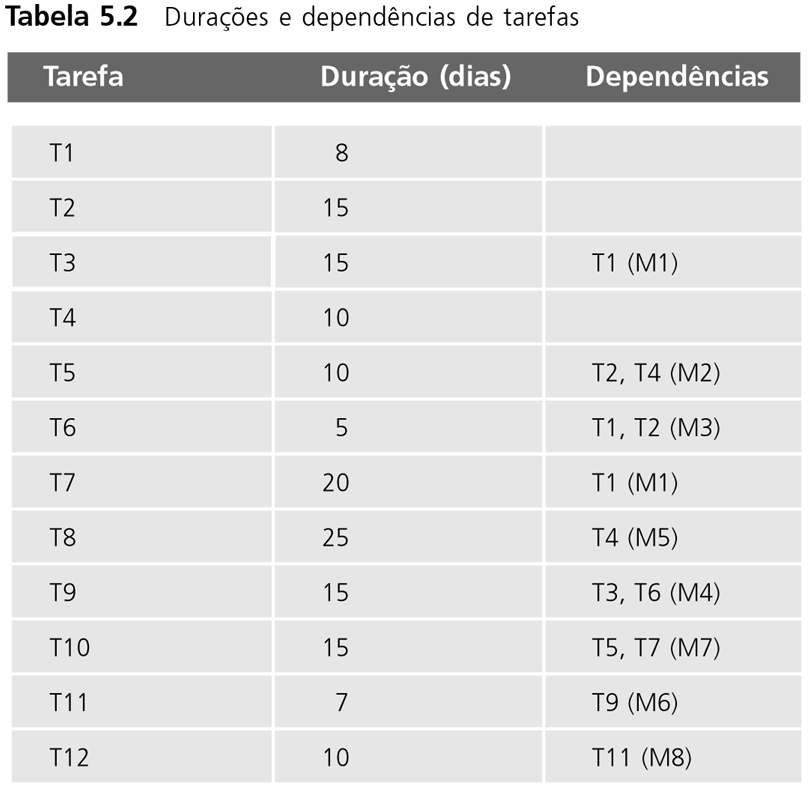 Tabela 5.2 Durações e dependências de tarefas
Tarefa Duração (dias) Dependências
T1 8
T2 15
T3 15 T1 (M1)
T4 10
T5 10 T2, T4 (M2)
T6 5 T1, T2 (M3)
T7 20 T1 (M1)
T8 25 T4 (M5)
T9 15 T3, T6 (M4)
T10 15 T5, T7 (M7)
T11 7 T9 (M6)
T12 10 T11 (M8)